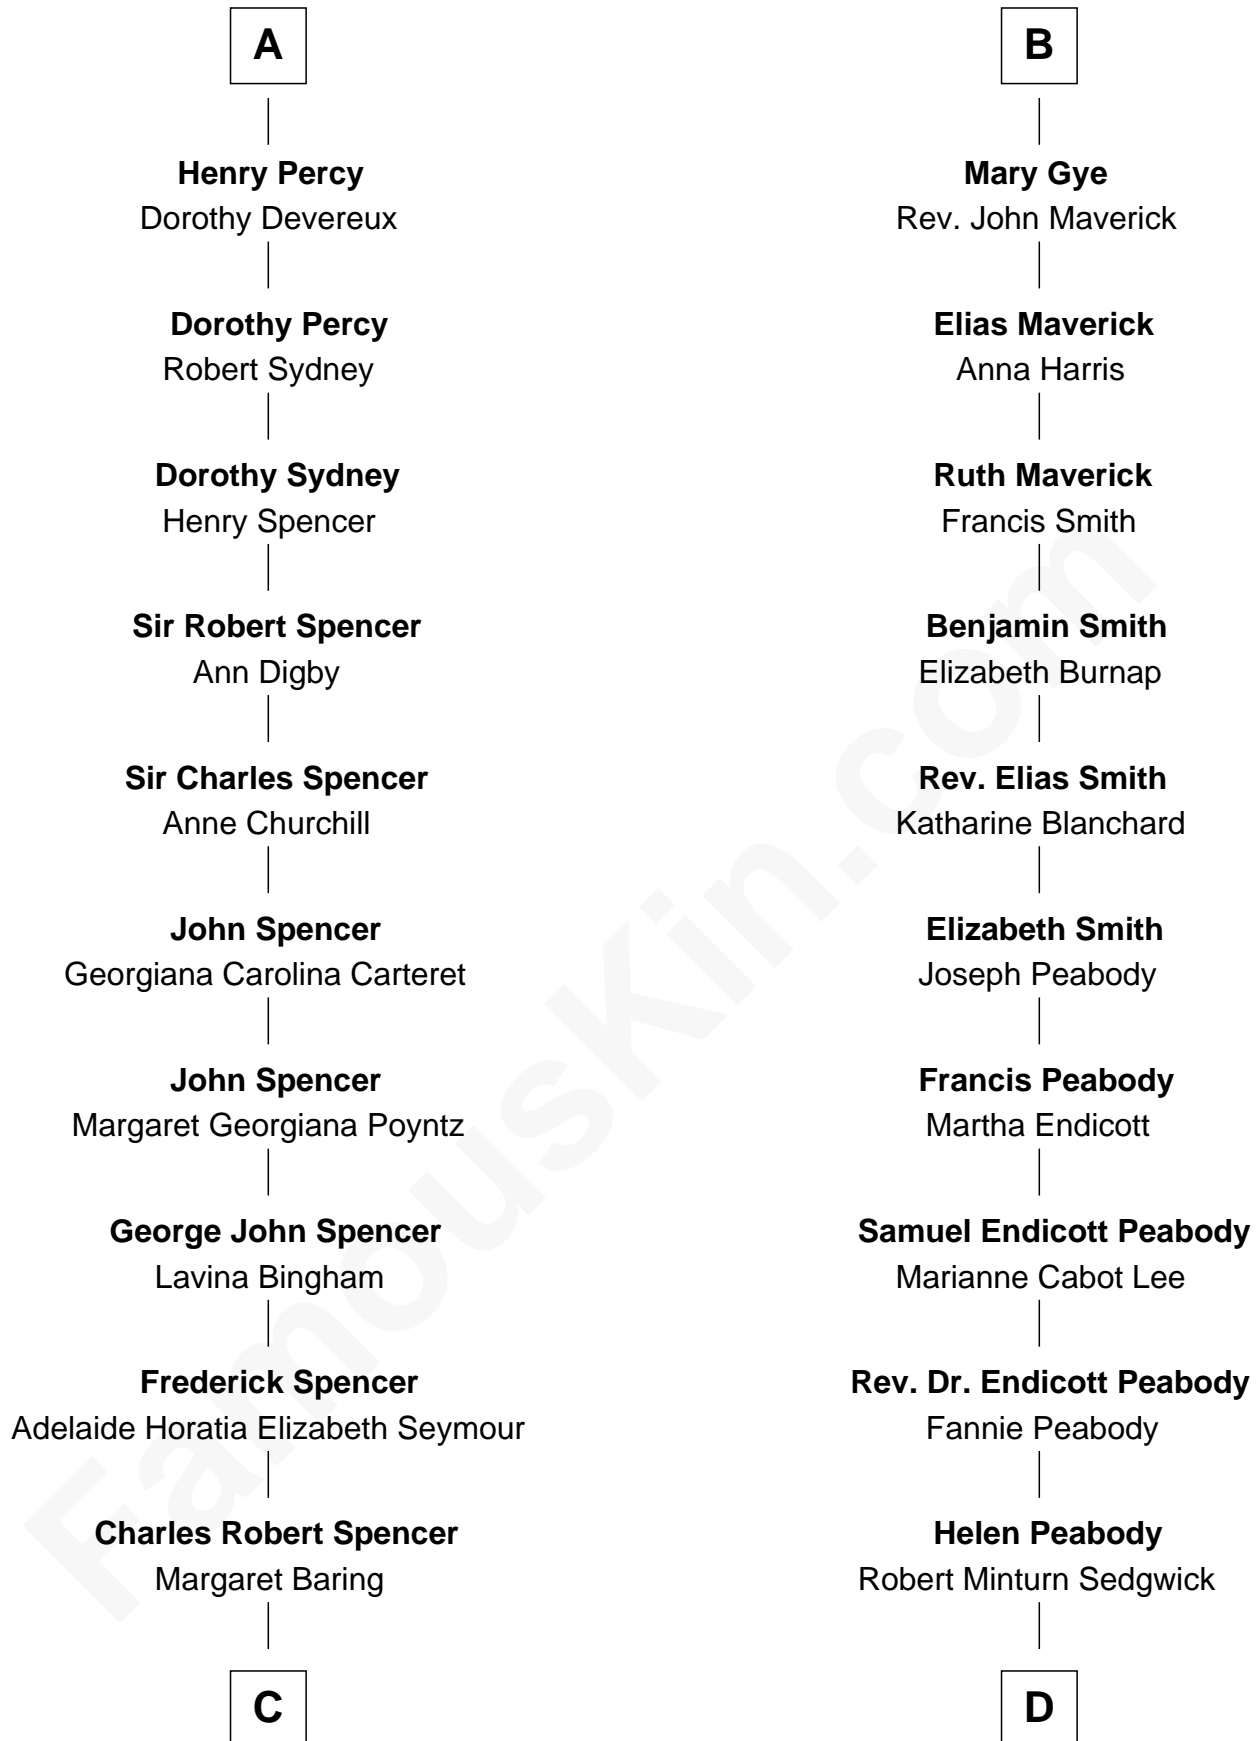 A
Henry Percy
Dorothy Devereux
Dorothy Percy
Robert Sydney
Dorothy Sydney
Henry Spencer
Sir Robert Spencer
Ann Digby
Sir Charles Spencer
Anne Churchill
John Spencer
Georgiana Carolina Carteret
John Spencer
Margaret Georgiana Poyntz
George John Spencer
Lavina Bingham
Frederick Spencer
Adelaide Horatia Elizabeth Seymour
Charles Robert Spencer
Margaret Baring
C
B
Mary Gye
Rev. John Maverick
Elias Maverick
Anna Harris
Ruth Maverick
Francis Smith
Benjamin Smith
Elizabeth Burnap
Rev. Elias Smith
Katharine Blanchard
Elizabeth Smith
Joseph Peabody
Francis Peabody
Martha Endicott
Samuel Endicott Peabody
Marianne Cabot Lee
Rev. Dr. Endicott Peabody
Fannie Peabody
Helen Peabody
Robert Minturn Sedgwick
D
FamousKin.com